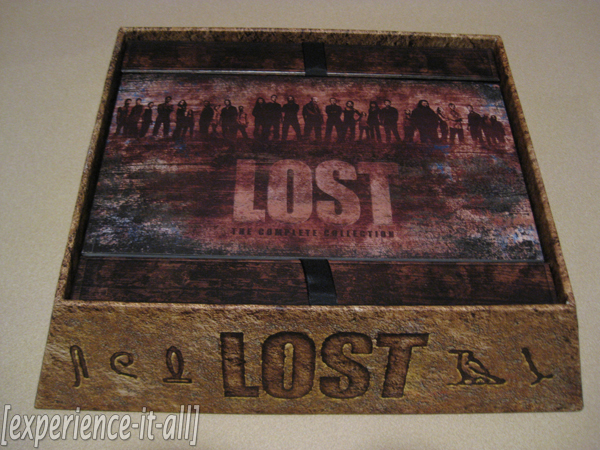 LOST
THE COMPLETE COLLECTION
LOST
[experience-it-all]